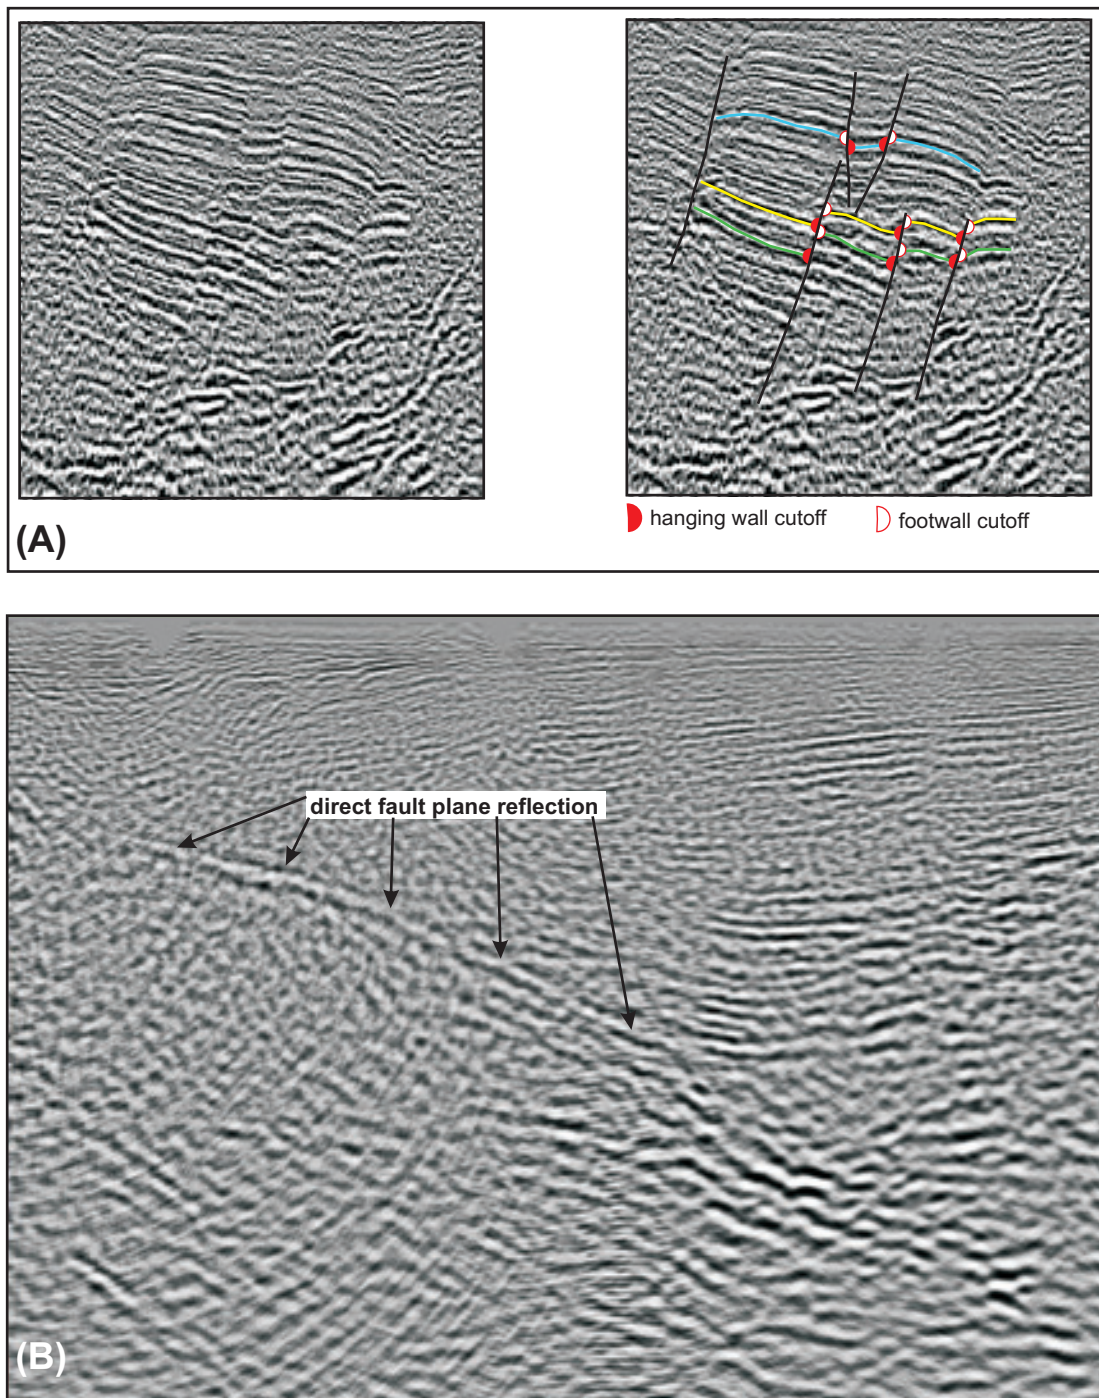 hanging wall cutoff
footwall cutoff
(A)
direct fault plane reflection
(B)